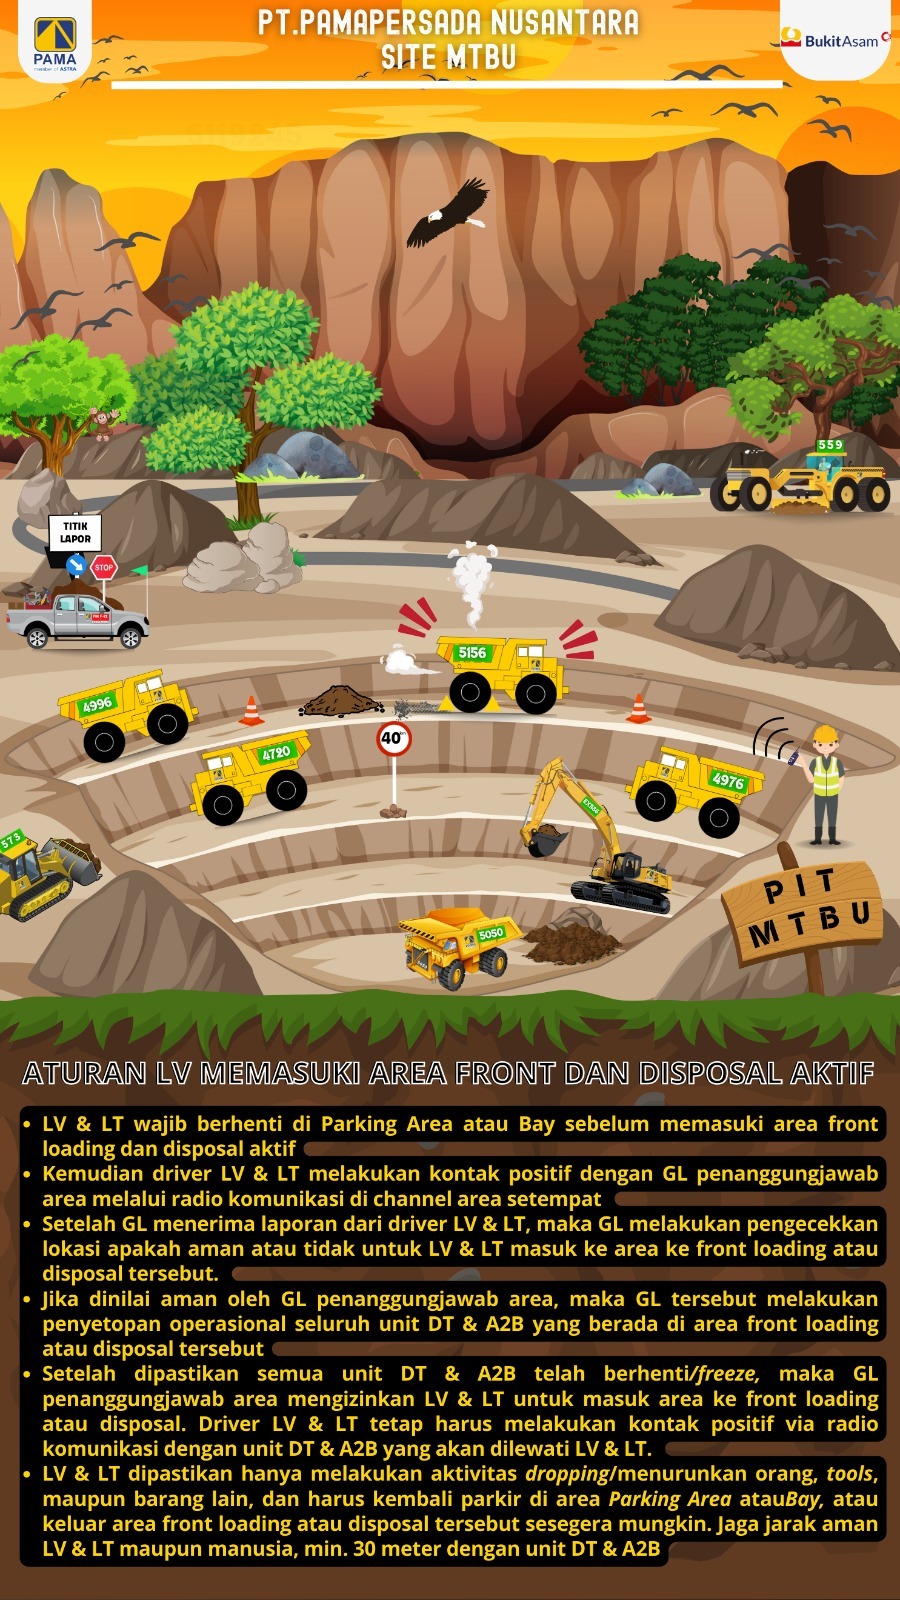 PT.PAMAPERSADA NUSANTARA
SITE MTBU
PAMA
member of ASTRA
BukitAsam
559
TITIK
LAPOR
STOP
5156
4996
4720
40
4976
EX556
573
5050
PIT
MTBU
ATURAN LV MEMASUKI AREA FRONT DAN DISPOSAL AKTIF
• LV & LT wajib berhenti di Parking Area atau Bay sebelum memasuki area front
loading dan disposal aktif
• Kemudian driver LV & LT melakukan kontak positif dengan GL penanggungjawab
area melalui radio komunikasi di channel area setempat
• Setelah GL menerima laporan dari driver LV & LT, maka GL melakukan pengecekkan
lokasi apakah aman atau tidak untuk LV & LT masuk ke area ke front loading atau
disposal tersebut.
• Jika dinilai aman oleh GL penanggungjawab area, maka GL tersebut melakukan
penyetopan operasional seluruh unit DT & A2B yang berada di area front loading
atau disposal tersebut
• Setelah dipastikan semua unit DT & A2B telah berhenti/freeze, maka GL
penanggungjawab area mengizinkan LV & LT untuk masuk area ke front loading
atau disposal. Driver LV & LT tetap harus melakukan kontak positif via radio
komunikasi dengan unit DT & A2B yang akan dilewati LV & LT.
• LV & LT dipastikan hanya melakukan aktivitas dropping/menurunkan orang, tools,
maupun barang lain, dan harus kembali parkir di area Parking Area atauBay, atau
keluar area front loading atau disposal tersebut sesegera mungkin. Jaga jarak aman
LV & LT maupun manusia, min. 30 meter dengan unit DT & A2B